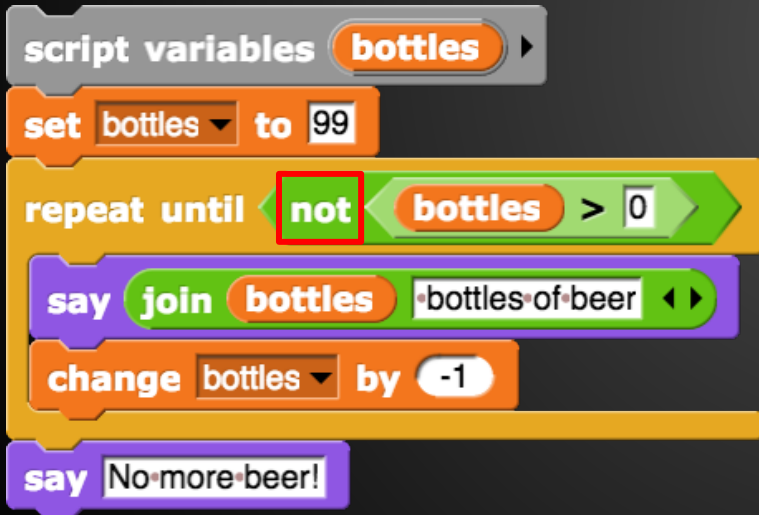 script variables bottles
set bottles to 99
repeat until not bottles > 0
say join bottles bottles of beer
change bottles by -1
say No more beer!